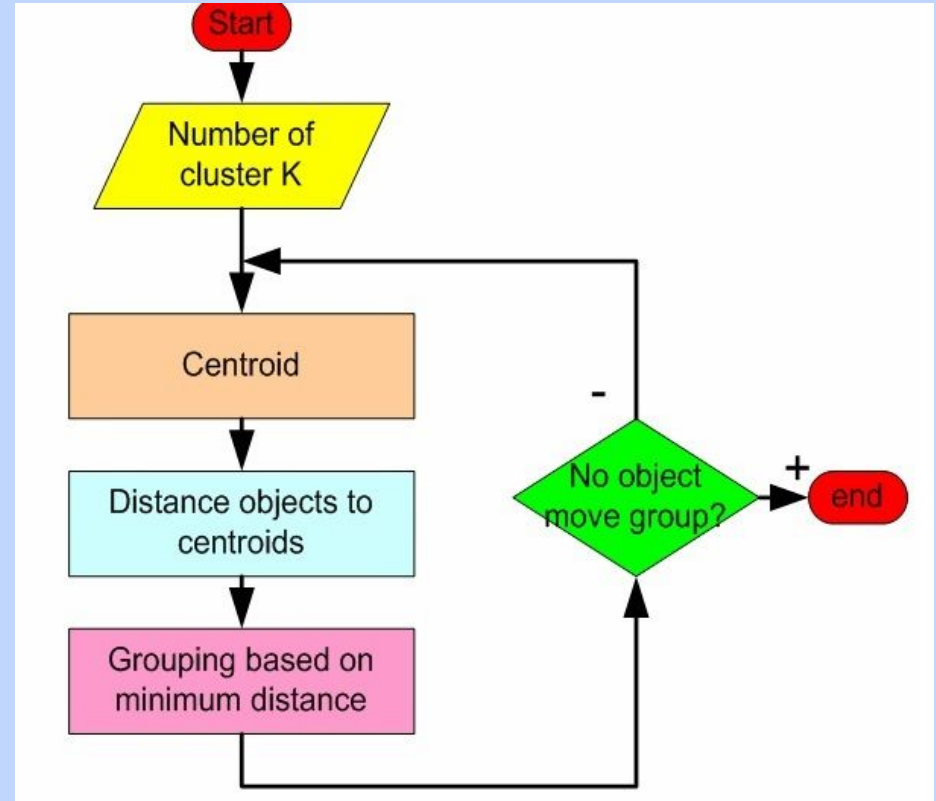 Start
Number of
cluster K
Centroid
-
Distance objects to
centroids
No object
move group?
+
end
Grouping based on
minimum distance